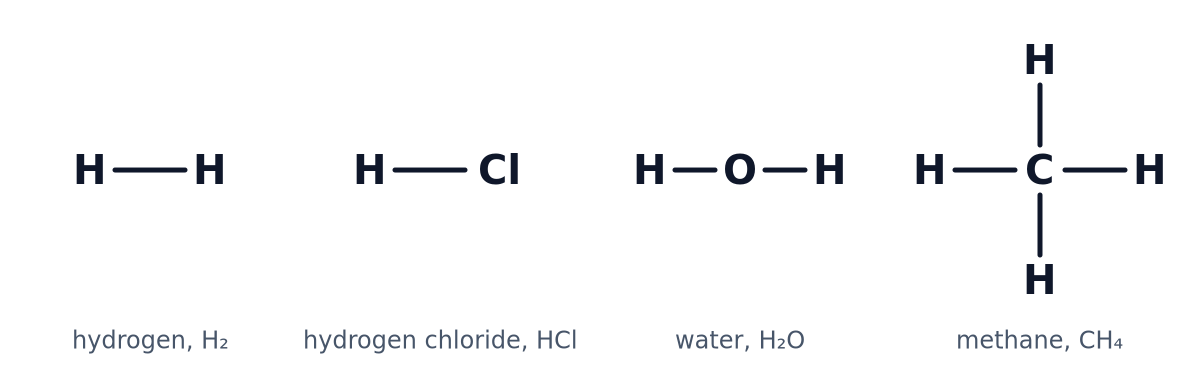 H
H — H
H — Cl
H — O — H
H — C — H
H
hydrogen, H₂
hydrogen chloride, HCl
water, H₂O
methane, CH₄